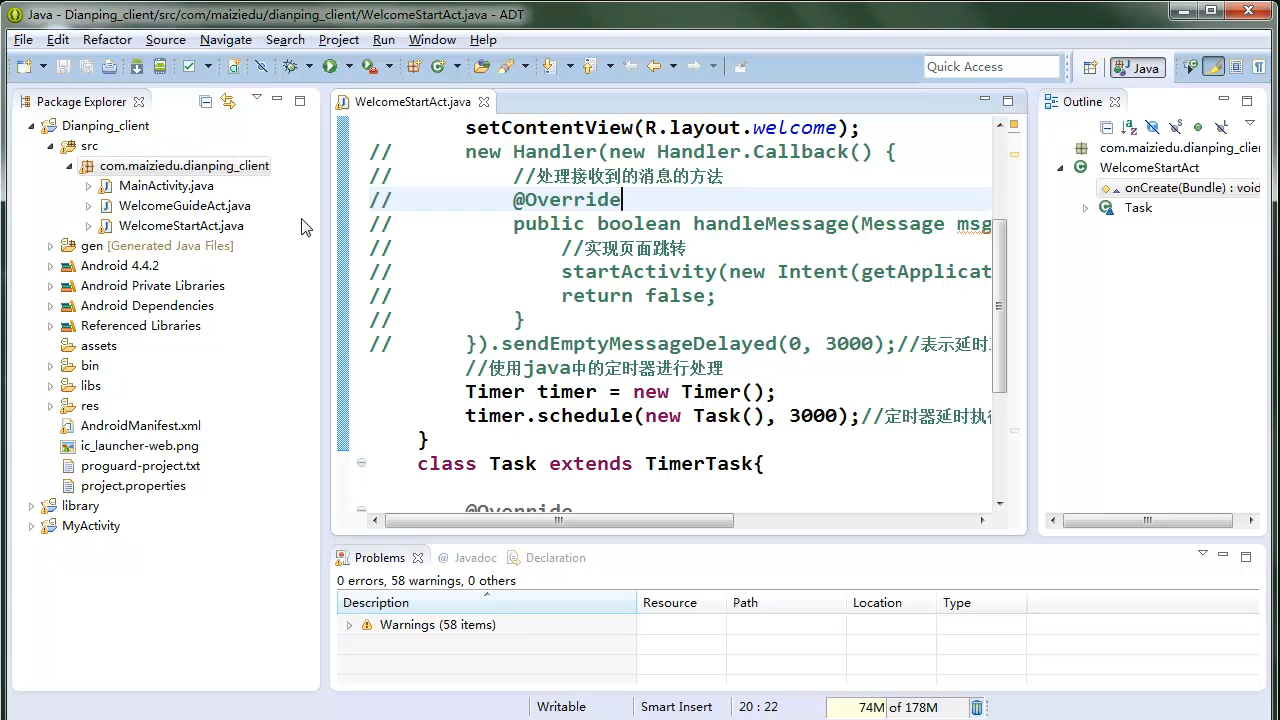 Java - Dianping_client/src/com/maiziedu/dianping_client/WelcomeStartAct.java - ADT
File Edit Refactor Source Navigate Search Project Run Window Help
Quick Access
Java
Package Explorer
Dianping_client
src
com.maiziedu.dianping_client
MainActivity.java
WelcomeGuideAct.java
WelcomeStartAct.java
gen [Generated Java Files]
Android 4.4.2
Android Private Libraries
Android Dependencies
Referenced Libraries
assets
bin
libs
res
AndroidManifest.xml
ic_launcher-web.png
proguard-project.txt
project.properties
library
MyActivity
WelcomeStartAct.java
setContentView(R.layout.welcome);
// new Handler(new Handler.Callback() {
// //处理接收到的消息的方法
// @Override
// public boolean handleMessage(Message msg
// //实现页面跳转
// startActivity(new Intent(getApplicat
// return false;
// }
// }).sendEmptyMessageDelayed(0, 3000);//表示延时
//使用java中的定时器进行处理
Timer timer = new Timer();
timer.schedule(new Task(), 3000);//定时器延时执行
}
class Task extends TimerTask{
@Override
Outline
com.maiziedu.dianping_clier
WelcomeStartAct
onCreate(Bundle) : void
Task
Problems @ Javadoc Declaration
0 errors, 58 warnings, 0 others
Description Resource Path Location Type
Warnings (58 items)
Writable Smart Insert 20 : 22 74M of 178M